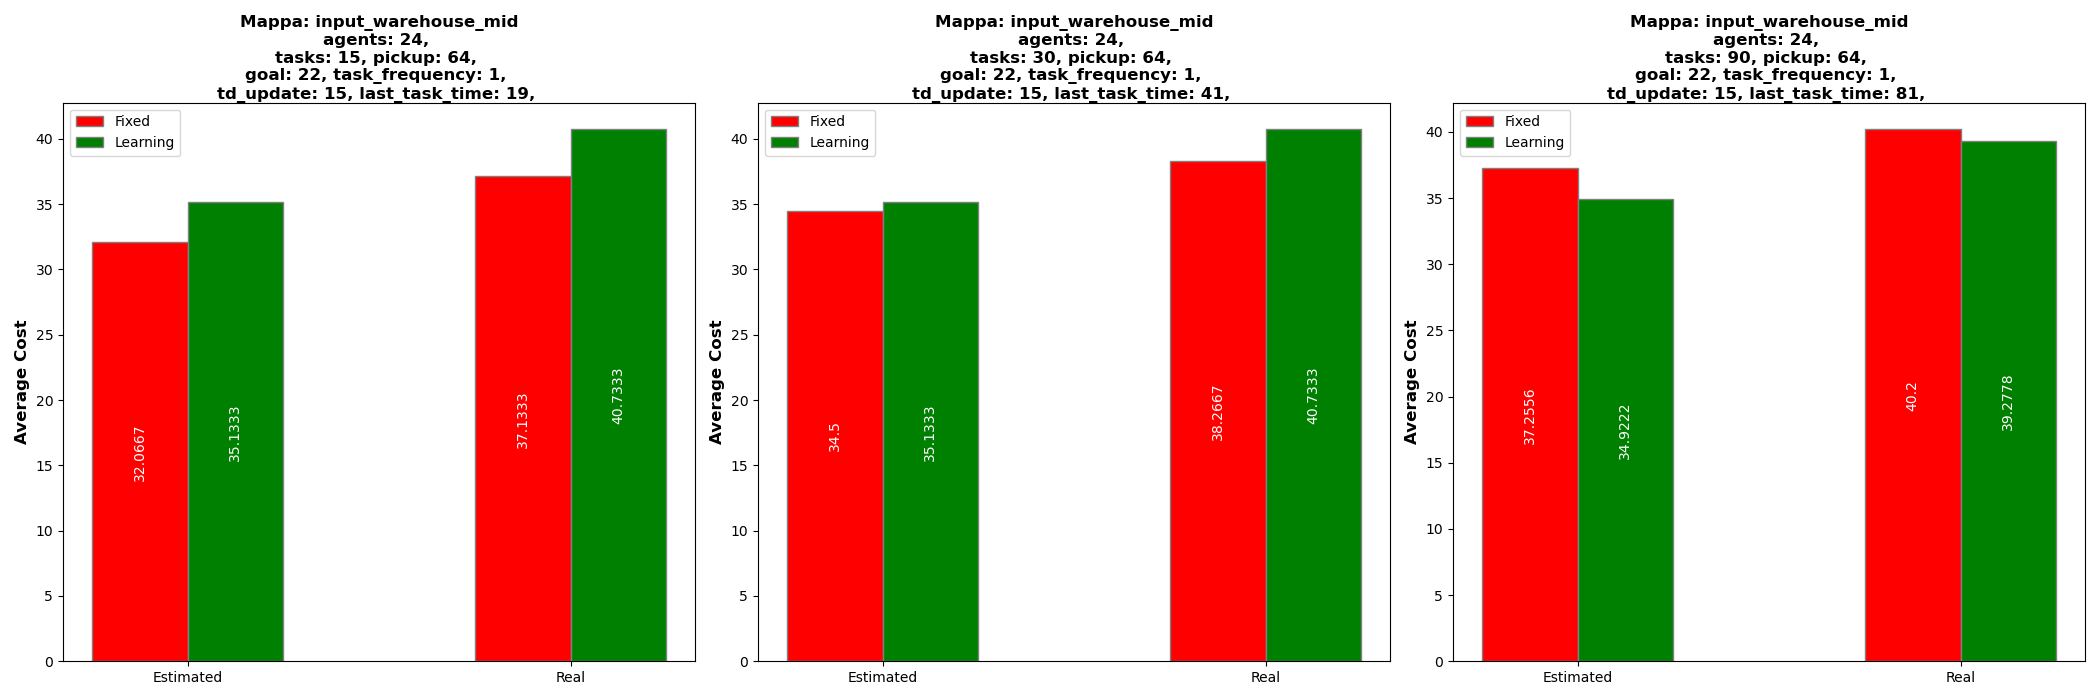 Mappa: input_warehouse_mid
agents: 24,
tasks: 15, pickup: 64,
goal: 22, task_frequency: 1,
td_update: 15, last_task_time: 19,
Fixed
Learning
Average Cost
40
35
30
25
20
15
10
5
0
32.0667
35.1333
37.1333
40.7333
Estimated
Real
Mappa: input_warehouse_mid
agents: 24,
tasks: 30, pickup: 64,
goal: 22, task_frequency: 1,
td_update: 15, last_task_time: 41,
Fixed
Learning
Average Cost
40
35
30
25
20
15
10
5
0
34.5
35.1333
38.2667
40.7333
Estimated
Real
Mappa: input_warehouse_mid
agents: 24,
tasks: 90, pickup: 64,
goal: 22, task_frequency: 1,
td_update: 15, last_task_time: 81,
Fixed
Learning
Average Cost
40
35
30
25
20
15
10
5
0
37.2556
34.9222
40.2
39.2778
Estimated
Real